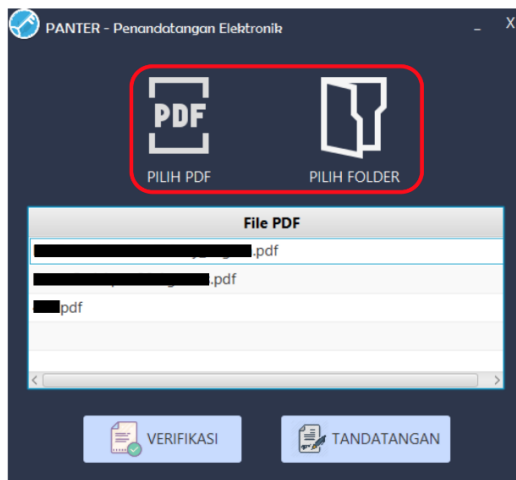 PANTER - Penandatangan Elektronik _ X
PDF
PILIH PDF PILIH FOLDER
File PDF
.pdf
.pdf
pdf
VERIFIKASI TANDATANGAN